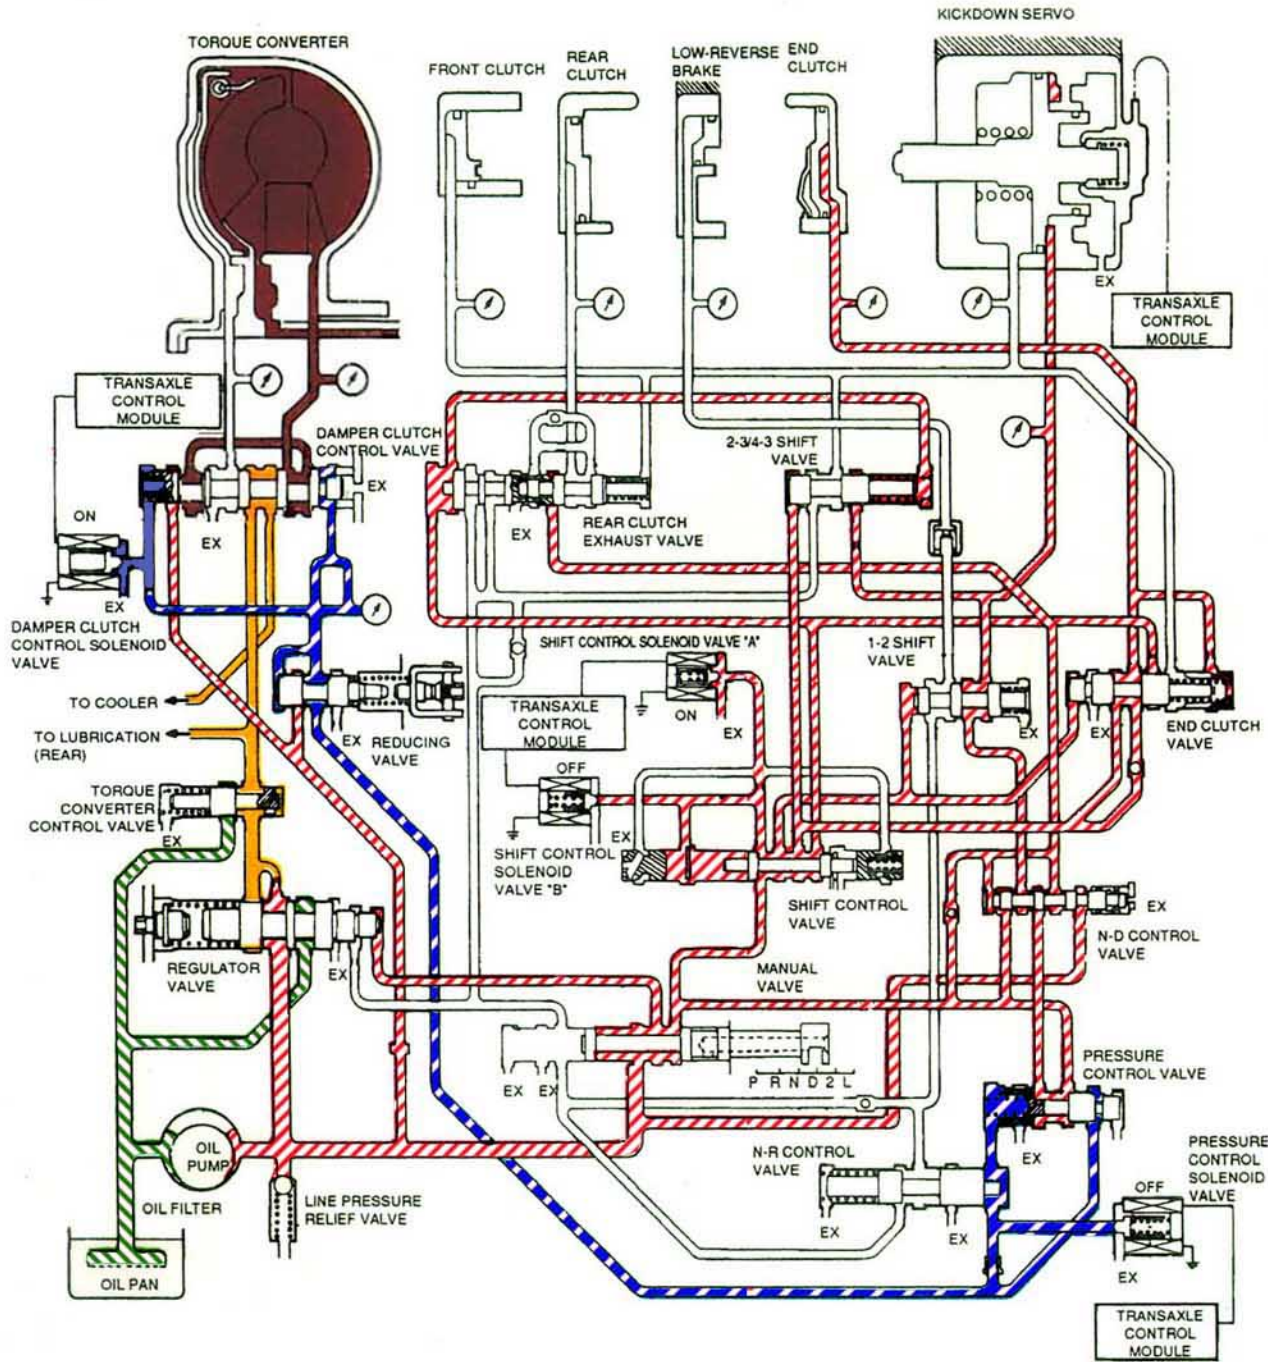 KICKDOWN SERVO
TORQUE CONVERTER
FRONT CLUTCH
REAR
CLUTCH
LOW-REVERSE
BRAKE
END
CLUTCH
EX
TRANSAXLE
CONTROL
MODULE
TRANSAXLE
CONTROL
MODULE
DAMPER CLUTCH
CONTROL VALVE
EX
2-3/4-3 SHIFT
VALVE
ON
EX
EX
REAR CLUTCH
EXHAUST VALVE
EX
DAMPER CLUTCH
CONTROL SOLENOID
VALVE
SHIFT CONTROL SOLENOID VALVE "A"
1-2 SHIFT
VALVE
TO COOLER
TRANSAXLE
CONTROL
MODULE
ON
EX
TO LUBRICATION
(REAR)
EX
REDUCING
VALVE
EX
EX
END CLUTCH
VALVE
OFF
TORQUE
CONVERTER
CONTROL VALVE
EX
SHIFT CONTROL
SOLENOID
VALVE "B"
EX
SHIFT CONTROL
VALVE
EX
N-D CONTROL
VALVE
REGULATOR
VALVE
EX
MANUAL
VALVE
P R N D 2 L
EX
EX
PRESSURE
CONTROL VALVE
OIL
PUMP
OIL FILTER
LINE PRESSURE
RELIEF VALVE
N-R CONTROL
VALVE
EX
EX
EX
PRESSURE
CONTROL
SOLENOID
VALVE
OFF
EX
OIL PAN
TRANSAXLE
CONTROL
MODULE